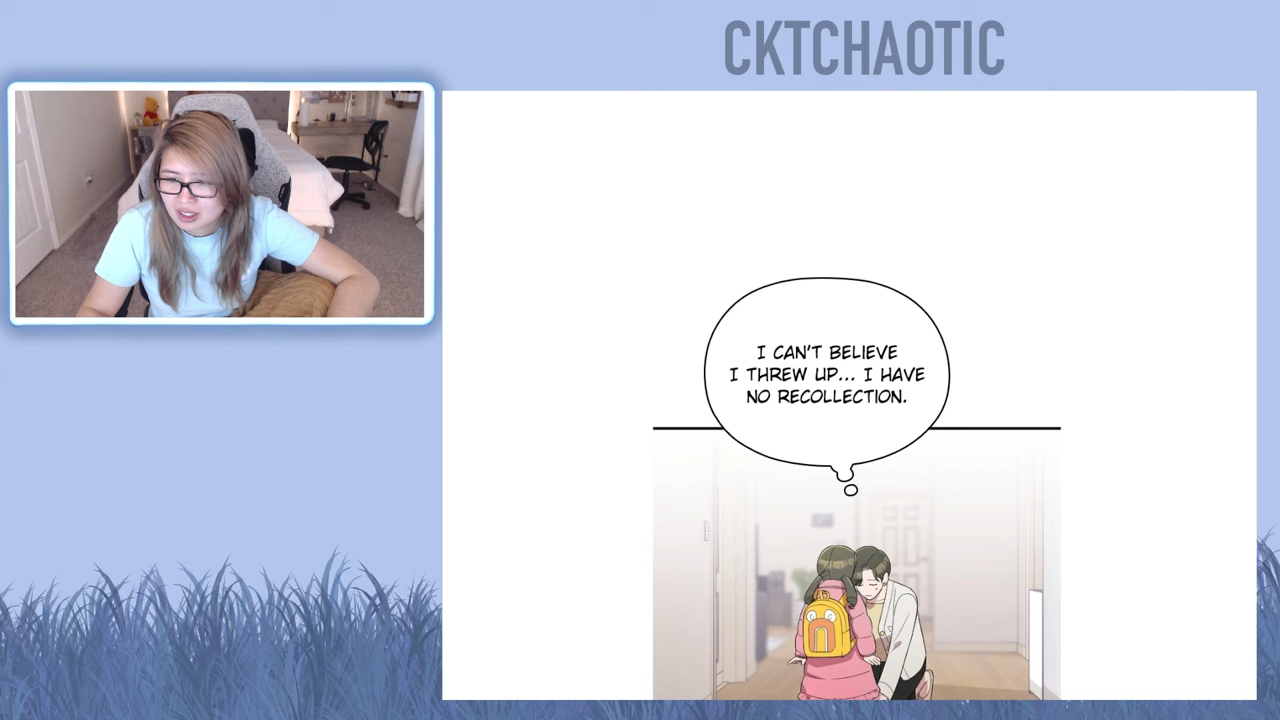 CKTCHAOTIC
I CAN'T BELIEVE
I THREW UP... I HAVE
NO RECOLLECTION.